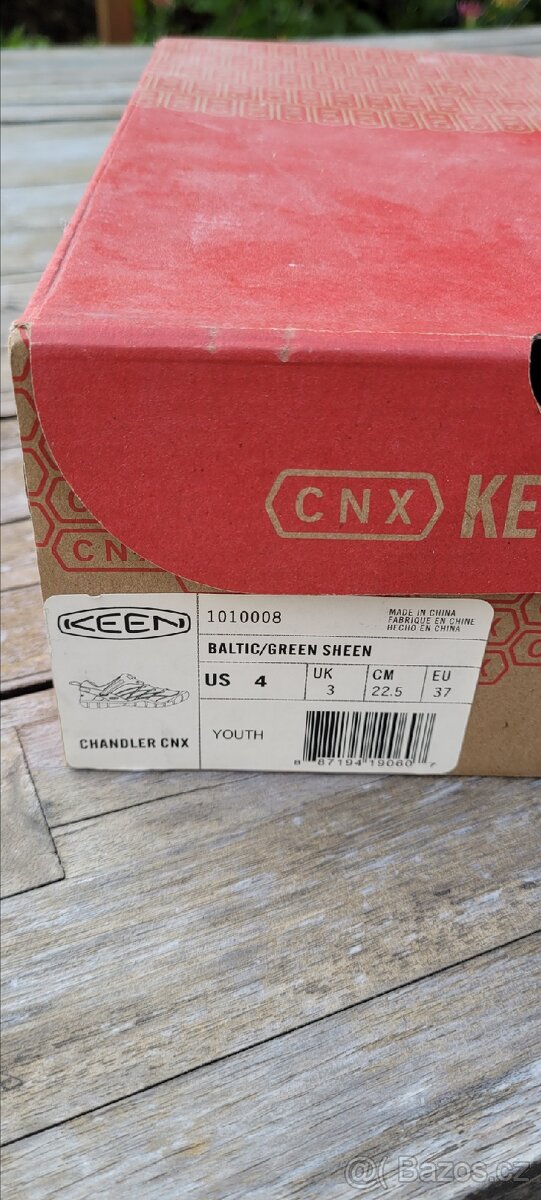 CNX KE
CN
KEEN
1010008
MADE IN CHINA
FABRIQUE EN CHINE
HECHO EN CHINA
BALTIC/GREEN SHEEN
US 4
UK 3
CM 22.5
EU 37
CHANDLER CNX
YOUTH
8 87194 19060 7
Bazos.cz